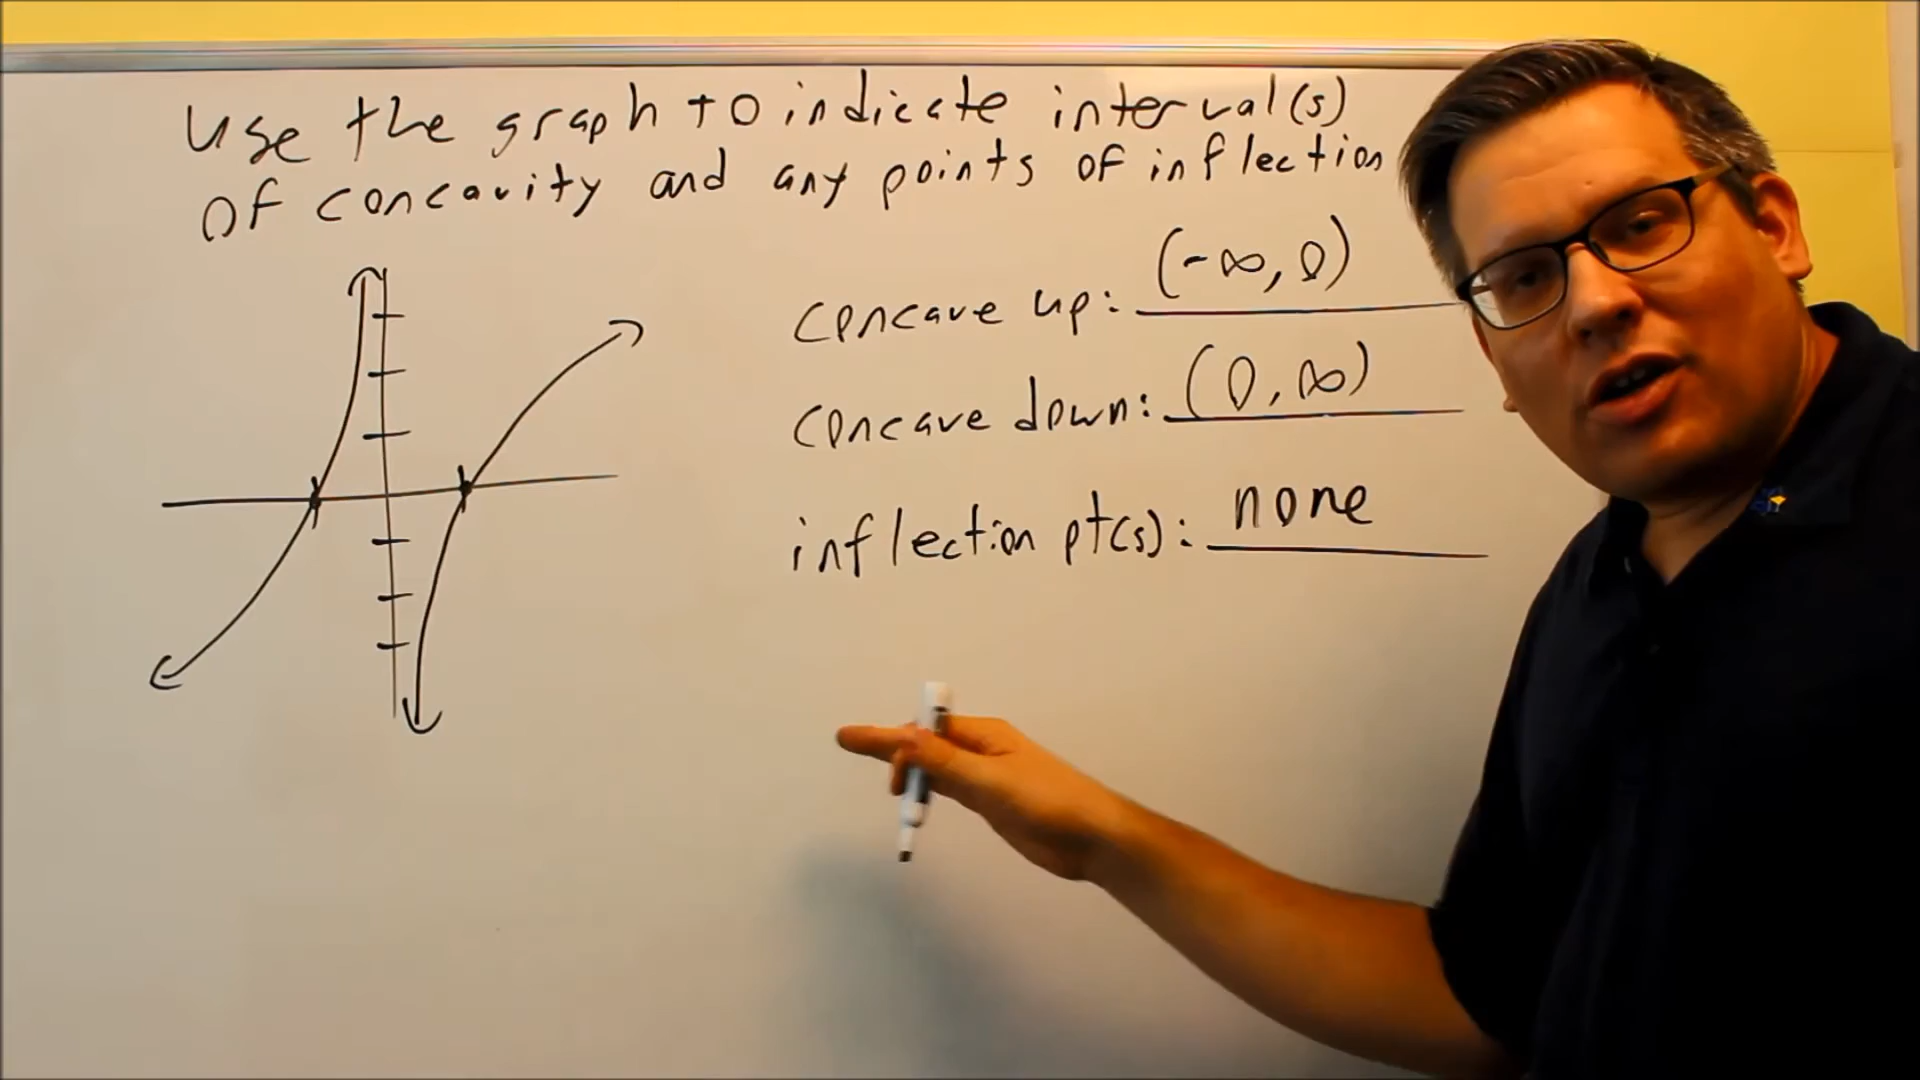 use the graph to indicate interval(s)
of concavity and any points of inflection
concave up: (-∞, 0)
concave down: (0, ∞)
inflection pt(s): none